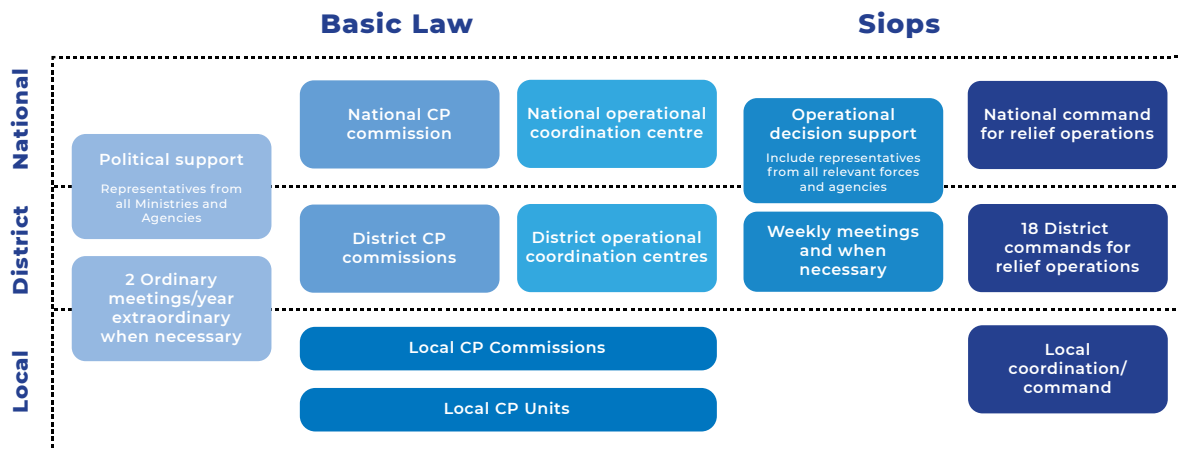 Basic Law
Siops
National
Political support
Representatives from
all Ministries and
Agencies
National CP
commission
National operational
coordination centre
Operational
decision support
Include representatives
from all relevant forces
and agencies
National command
for relief operations
District
2 Ordinary
meetings/year
extraordinary
when necessary
District CP
commissions
District operational
coordination centres
Weekly meetings
and when
necessary
18 District
commands for
relief operations
Local
Local CP Commissions
Local CP Units
Local
coordination/
command